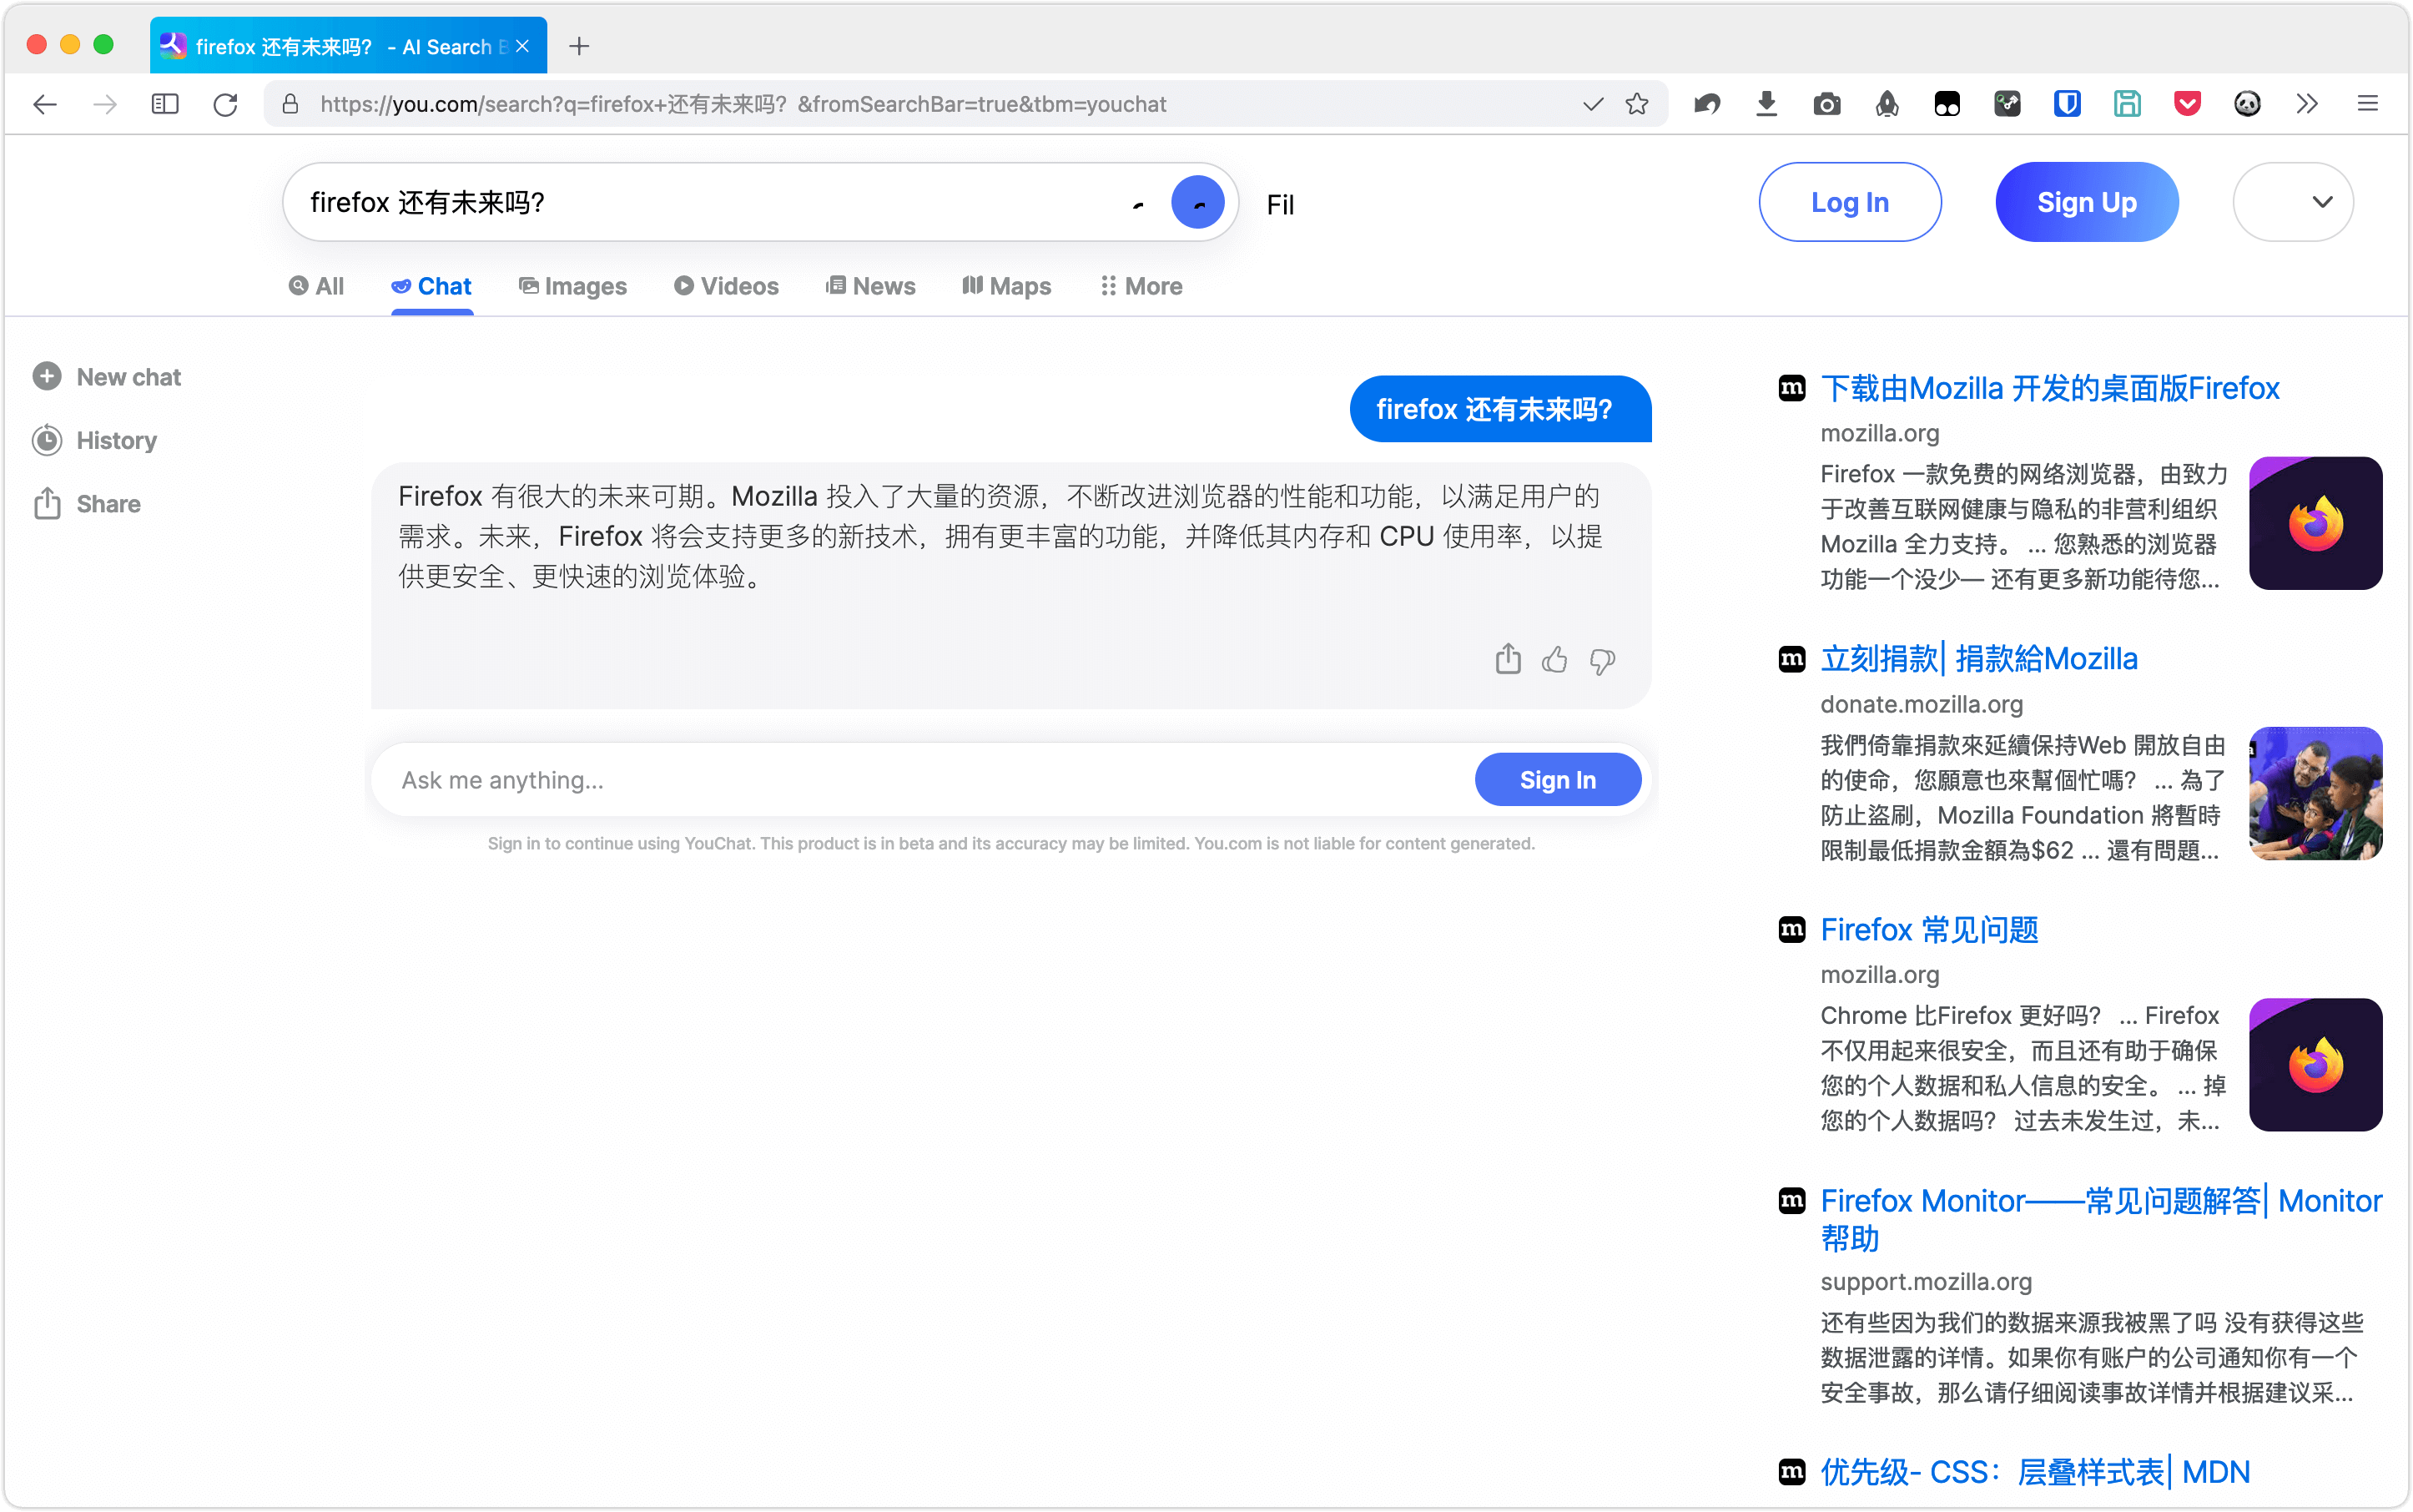 firefox 还有未来吗? - AI Search
https://you.com/search?q=firefox+还有未来吗?&fromSearchBar=true&tbm=youchat
firefox 还有未来吗?
Fil
Log In
Sign Up
All
Chat
Images
Videos
News
Maps
More
New chat
History
Share
firefox 还有未来吗?
Firefox 有很大的未来可期。Mozilla 投入了大量的资源，不断改进浏览器的性能和功能，以满足用户的
需求。未来，Firefox 将会支持更多的新技术，拥有更丰富的功能，并降低其内存和 CPU 使用率，以提
供更安全、更快速的浏览体验。
Ask me anything...
Sign In
Sign in to continue using YouChat. This product is in beta and its accuracy may be limited. You.com is not liable for content generated.
下载由Mozilla 开发的桌面版Firefox
mozilla.org
Firefox 一款免费的网络浏览器，由致力
于改善互联网健康与隐私的非营利组织
Mozilla 全力支持。 ... 您熟悉的浏览器
功能一个没少— 还有更多新功能待您...
立刻捐款| 捐款給Mozilla
donate.mozilla.org
我們倚靠捐款來延續保持Web 開放自由
的使命，您願意也來幫個忙嗎? ... 為了
防止盜刷，Mozilla Foundation 將暫時
限制最低捐款金額為$62 ... 還有問題...
Firefox 常见问题
mozilla.org
Chrome 比Firefox 更好吗? ... Firefox
不仅用起来很安全，而且还有助于确保
您的个人数据和私人信息的安全。 ... 掉
您的个人数据吗? 过去未发生过，未...
Firefox Monitor——常见问题解答| Monitor
帮助
support.mozilla.org
还有些因为我们的数据来源我被黑了吗 没有获得这些
数据泄露的详情。如果你有账户的公司通知你有一个
安全事故，那么请仔细阅读事故详情并根据建议采...
优先级- CSS：层叠样式表| MDN